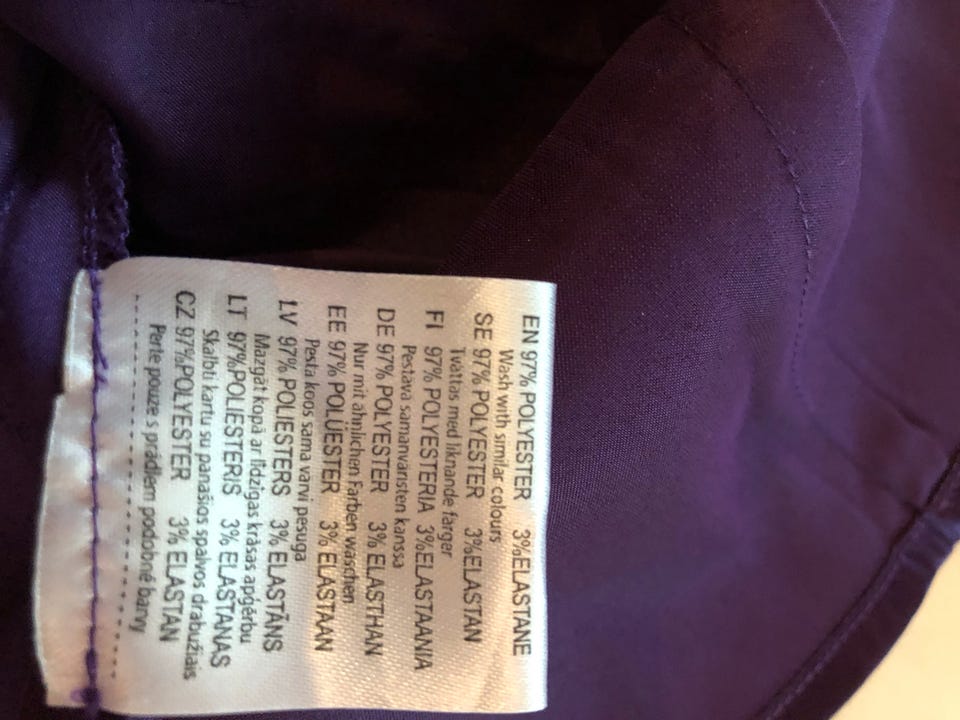 EN 97% POLYESTER 3%ELASTANE
Wash with similar colours
SE 97% POLYESTER 3%ELASTAN
Tvättas med liknande färger
FI 97% POLYESTERIA 3%ELASTAANIA
Pestävä samanväristen kanssa
DE 97% POLYESTER 3% ELASTHAN
Nur mit ähnlichen Farben waschen
EE 97% POLÜESTER 3% ELASTAAN
Pesta koos sama värvi pesuga
LV 97% POLIESTERS 3% ELASTĀNS
Mazgāt kopā ar līdzīgas krāsas apģērbu
LT 97%POLIESTERIS 3% ELASTANAS
Skalbti kartu su panašios spalvos drabužiais
CZ 97%POLYESTER 3% ELASTAN
Perte pouze s prádlem podobné barvy